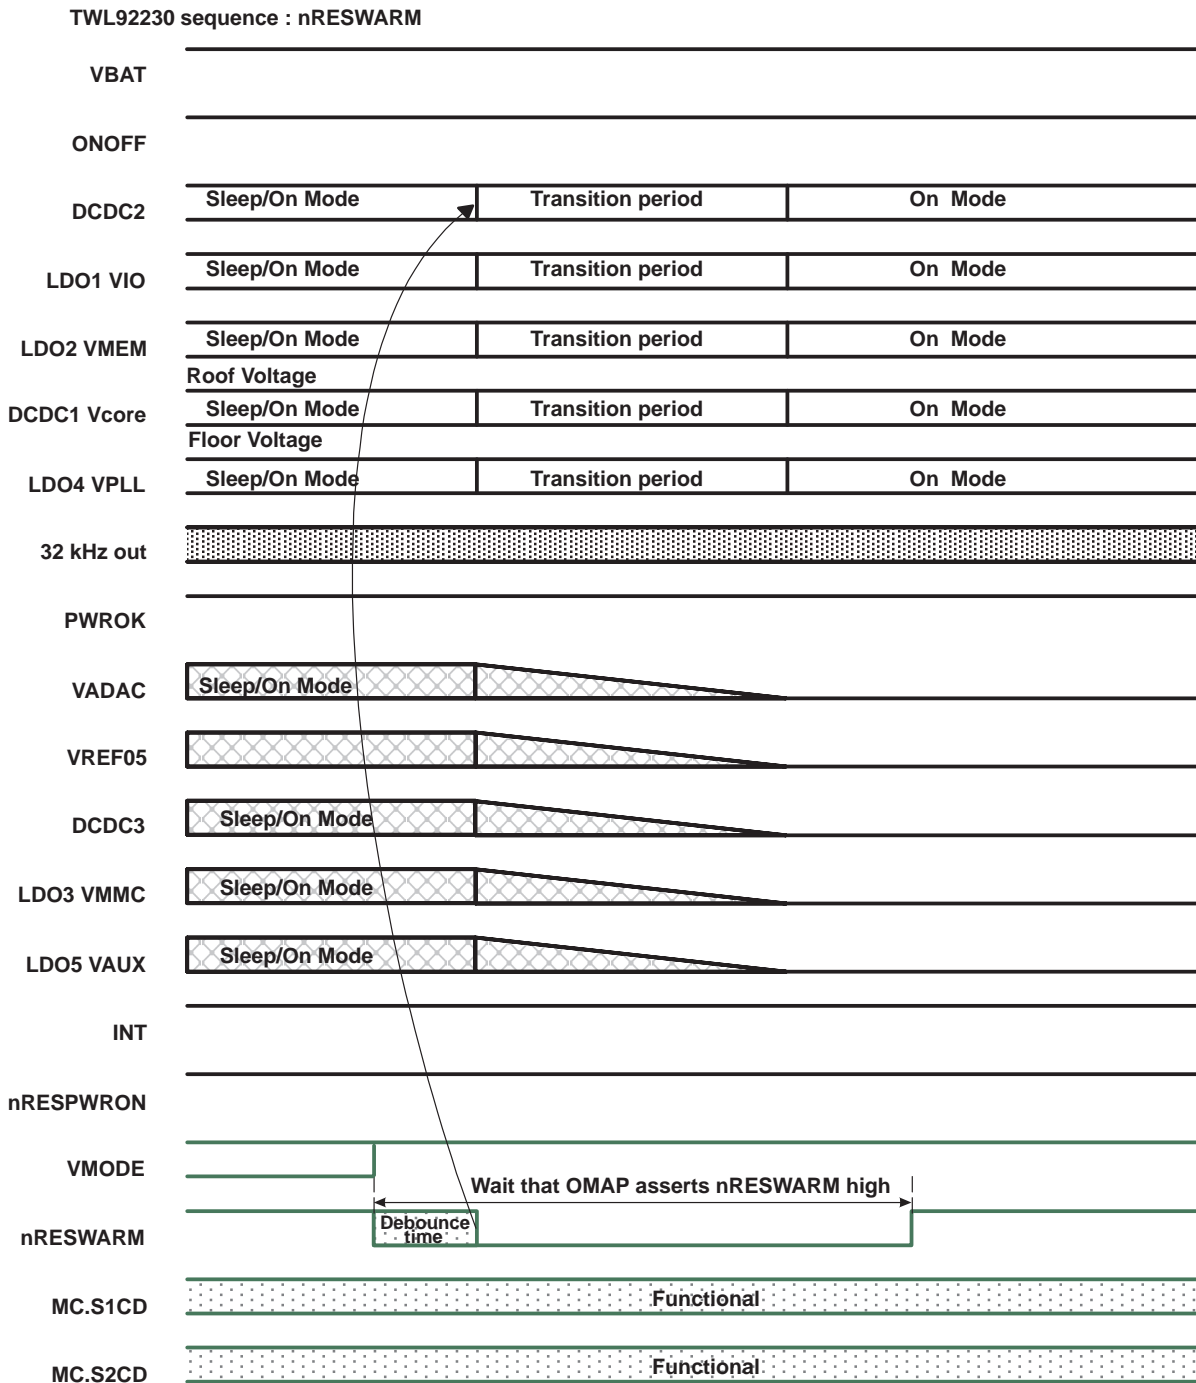 TWL92230 sequence : nRESWARM
VBAT
ONOFF
DCDC2 Sleep/On Mode Transition period On Mode
LDO1 VIO Sleep/On Mode Transition period On Mode
LDO2 VMEM Sleep/On Mode Transition period On Mode
Roof Voltage
DCDC1 Vcore Sleep/On Mode Transition period On Mode
Floor Voltage
LDO4 VPLL Sleep/On Mode Transition period On Mode
32 kHz out
PWROK
VADAC Sleep/On Mode
VREF05
DCDC3 Sleep/On Mode
LDO3 VMMC Sleep/On Mode
LDO5 VAUX Sleep/On Mode
INT
nRESPWRON
VMODE
Wait that OMAP asserts nRESWARM high
nRESWARM Debounce
time
MC.S1CD Functional
MC.S2CD Functional